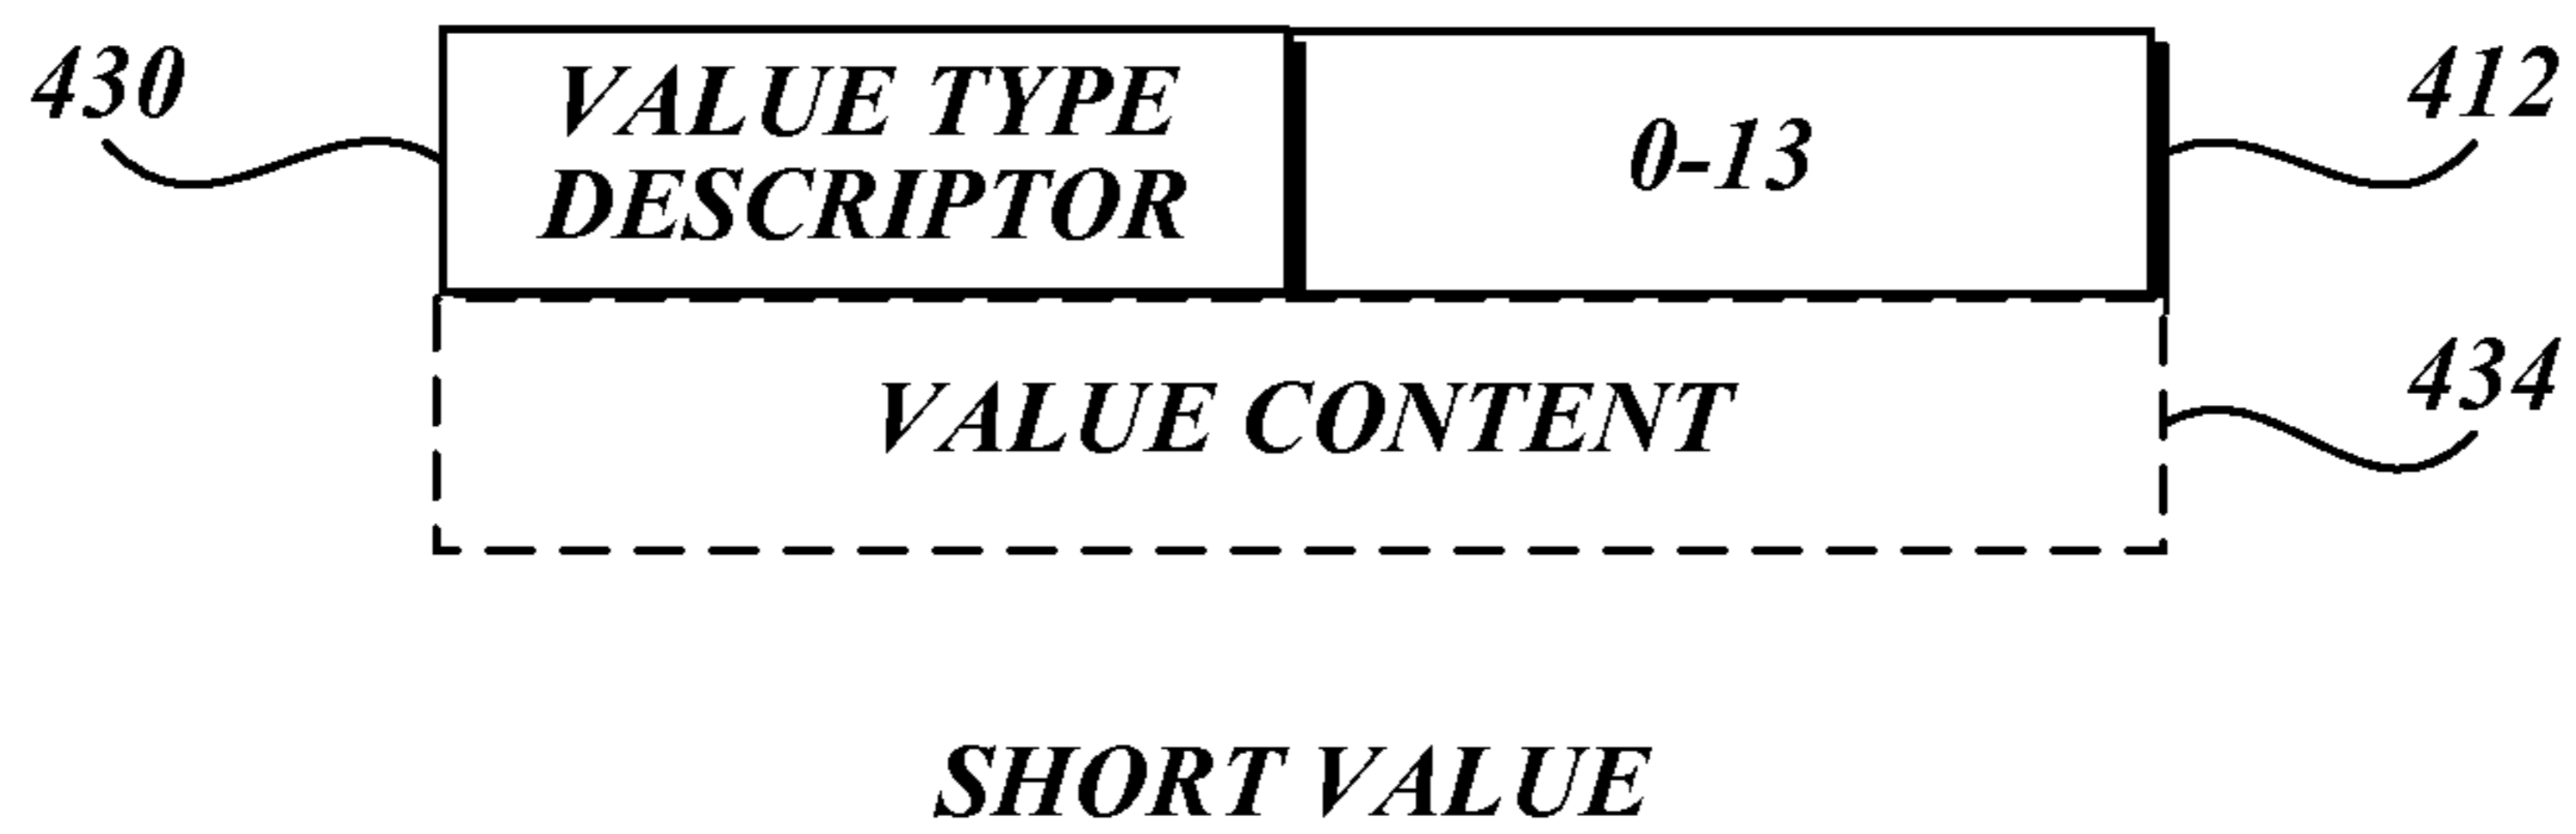 430
VALUE TYPE
DESCRIPTOR
0-13
412
VALUE CONTENT
434
SHORT VALUE